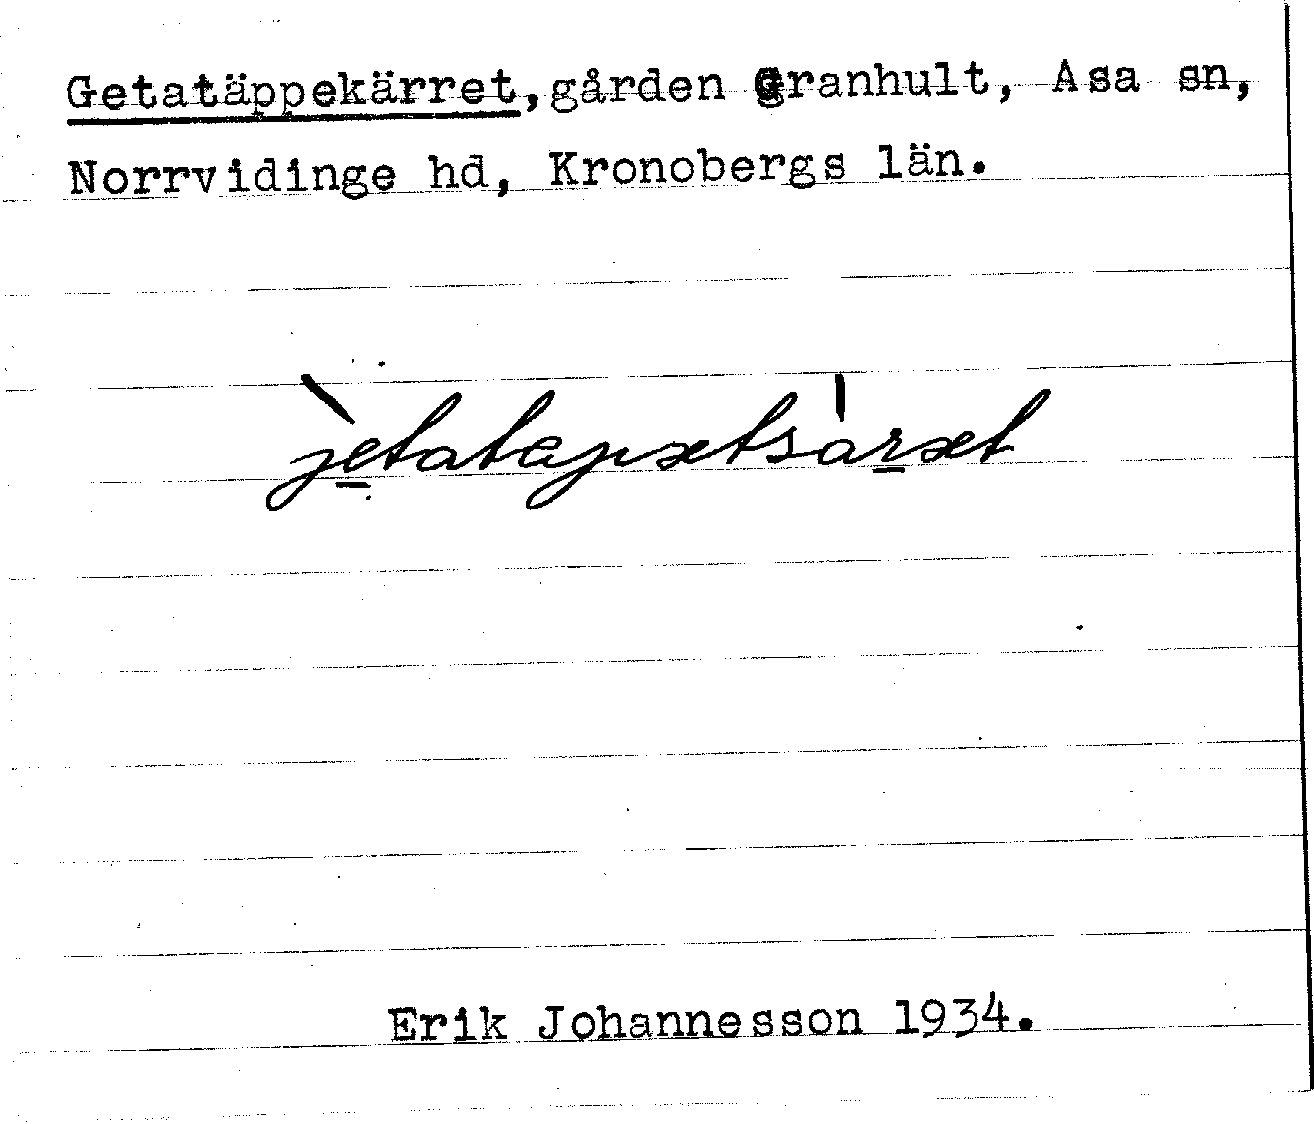 Getatäppekärret, gården Granhult, Asa sn,
Norrvidinge hd, Kronobergs län.
Erik Johannesson 1934.